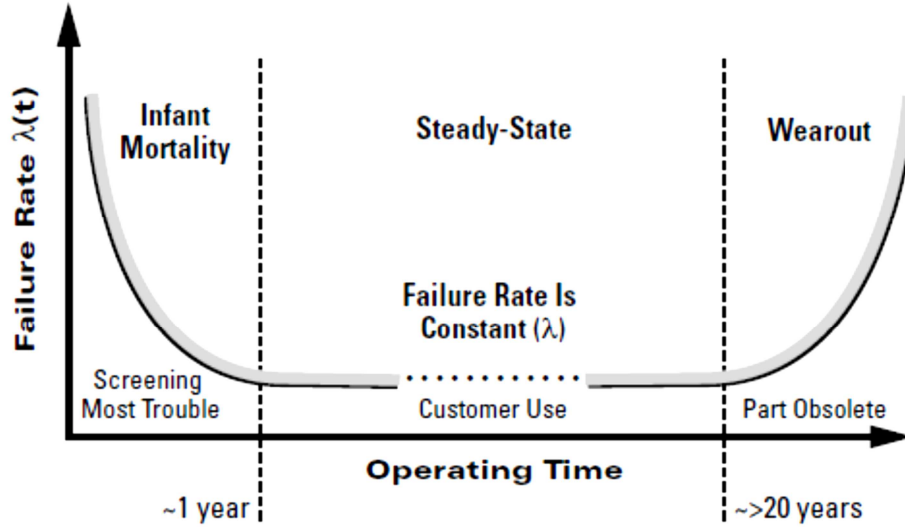 Failure Rate λ(t)
Infant
Mortality
Steady-State
Wearout
Failure Rate Is
Constant (λ)
Screening
Most Trouble
Customer Use
Part Obsolete
Operating Time
~1 year
~>20 years